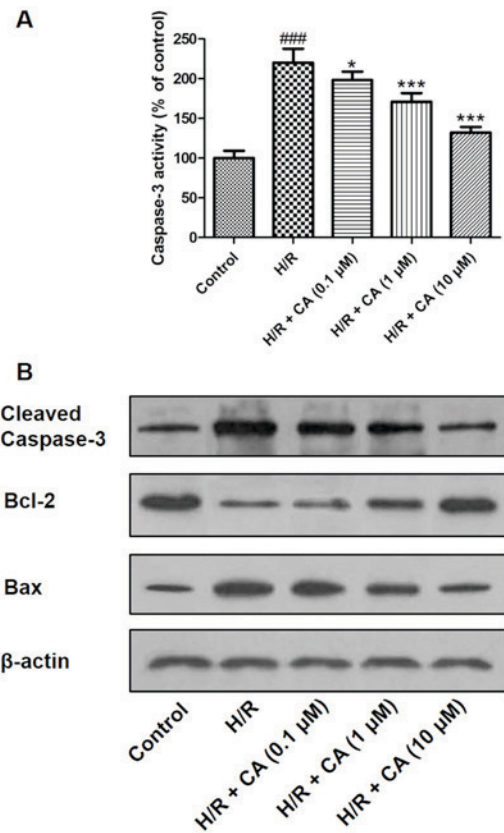 A
Caspase-3 activity (% of control)
250
200
150
100
50
0
###
*
***
***
Control
H/R
H/R + CA (0.1 µM)
H/R + CA (1 µM)
H/R + CA (10 µM)
B
Cleaved
Caspase-3
Bcl-2
Bax
β-actin
Control
H/R
H/R + CA (0.1 µM)
H/R + CA (1 µM)
H/R + CA (10 µM)